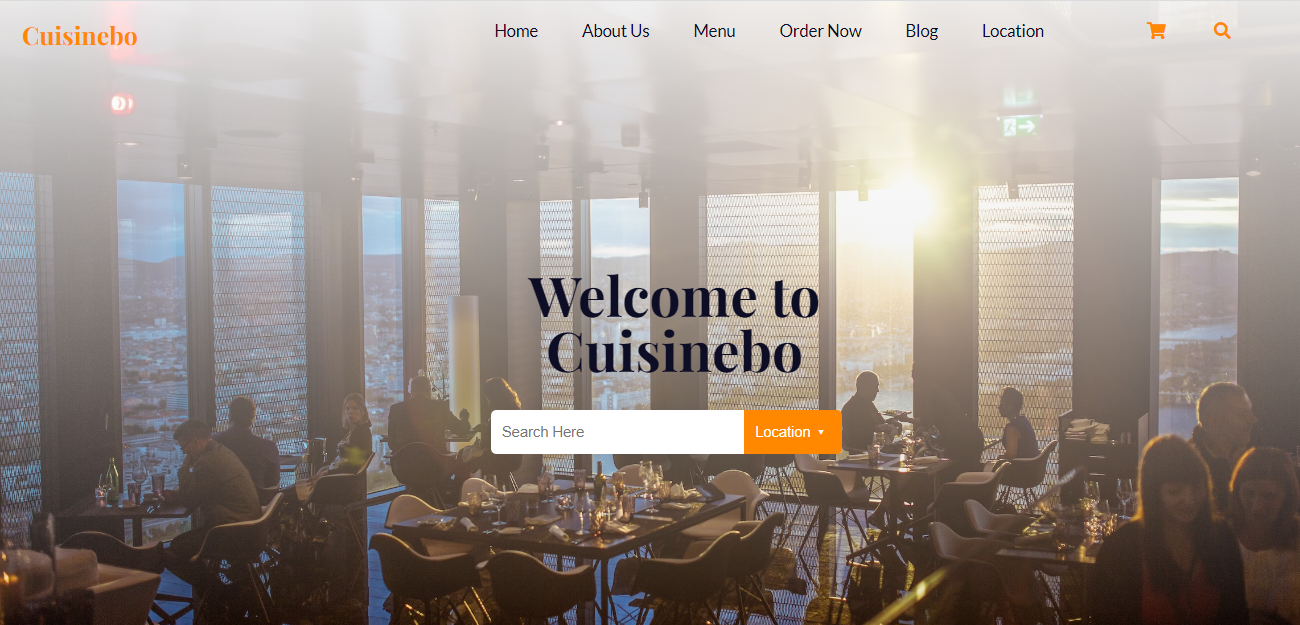 Cuisinebo
Home About Us Menu Order Now Blog Location
Welcome to
Cuisinebo
Search Here Location